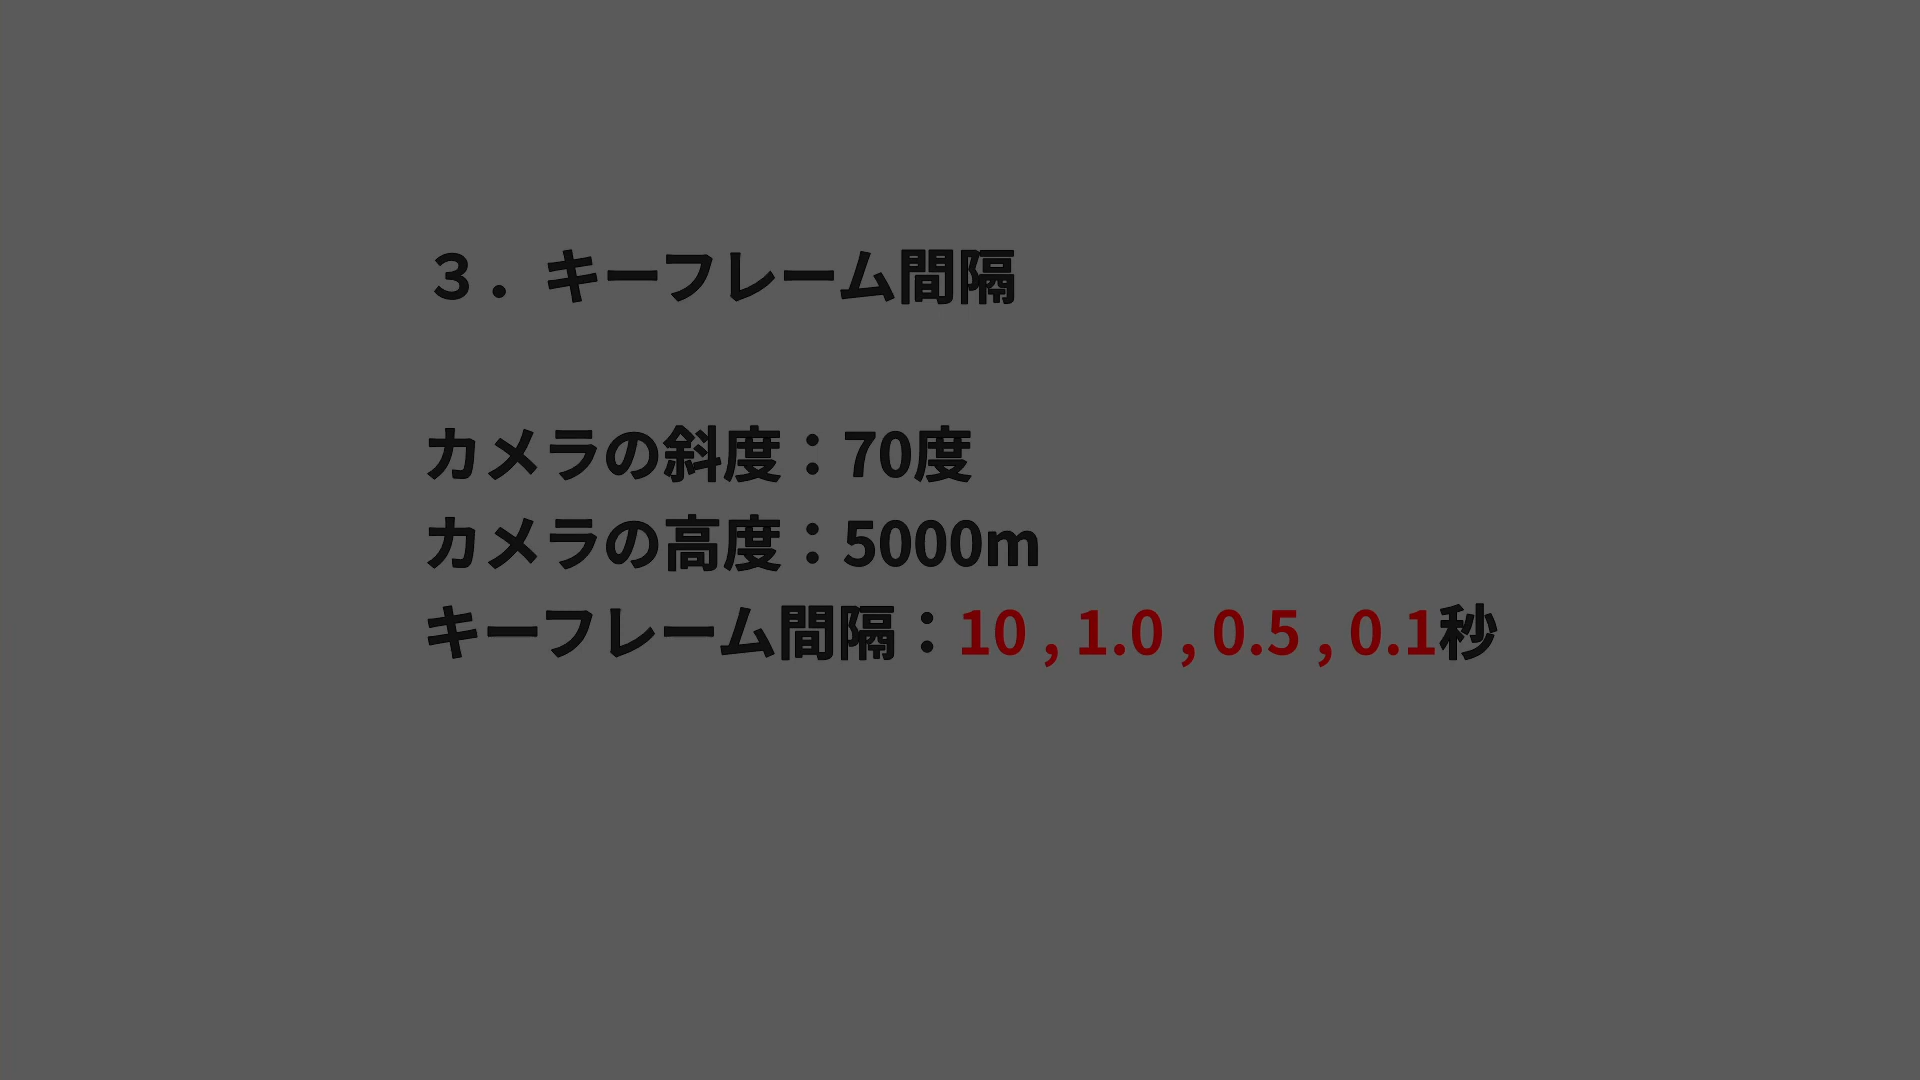 ３．キーフレーム間隔
カメラの斜度：70度
カメラの高度：5000m
キーフレーム間隔：10 , 1.0 , 0.5 , 0.1秒